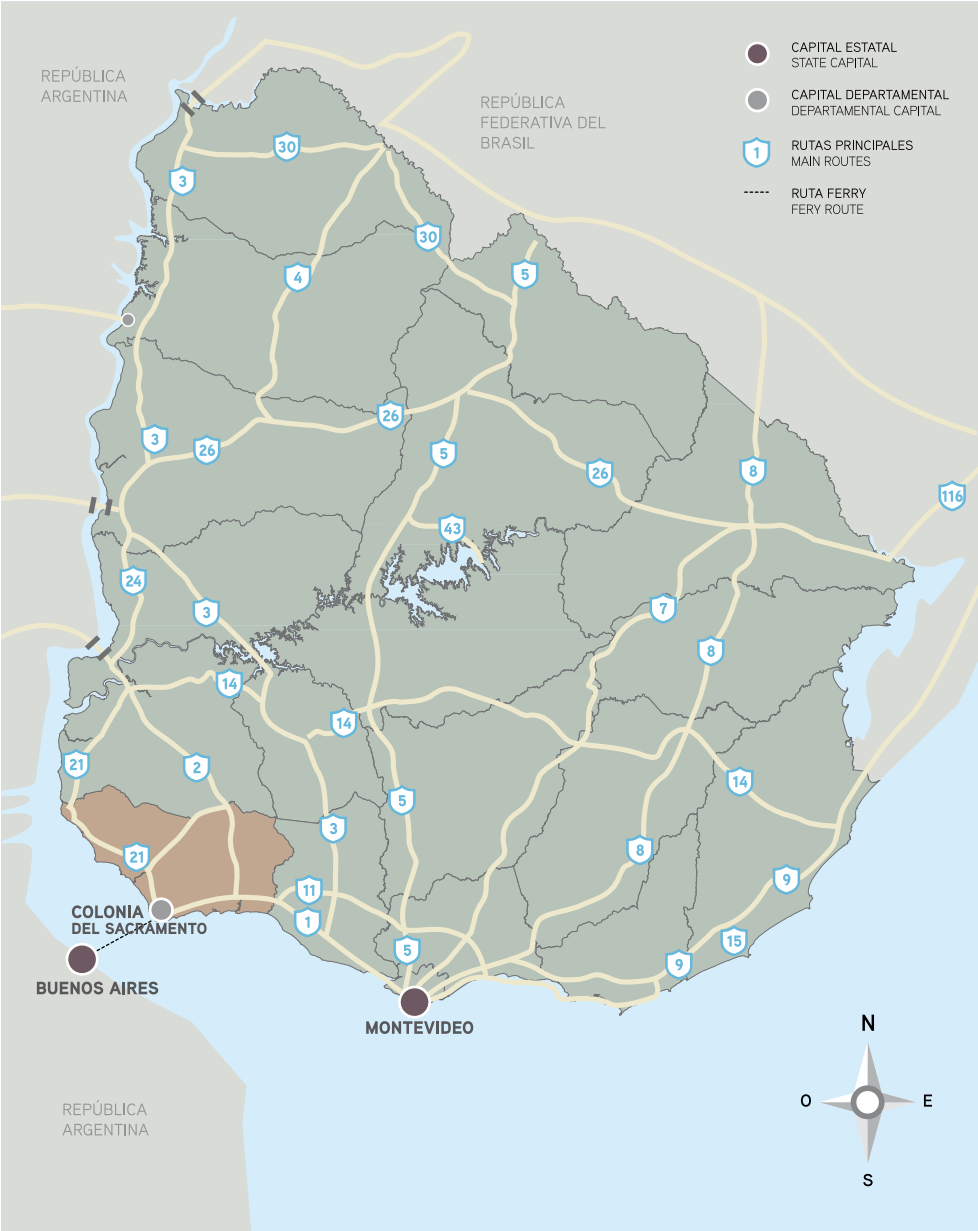 REPÚBLICA
ARGENTINA
REPÚBLICA
FEDERATIVA DEL
BRASIL
CAPITAL ESTATAL
STATE CAPITAL
CAPITAL DEPARTAMENTAL
DEPARTAMENTAL CAPITAL
1
RUTAS PRINCIPALES
MAIN ROUTES
RUTA FERRY
FERY ROUTE
30
3
30
4
5
26
3
26
5
26
8
116
43
24
3
7
8
14
14
21
2
14
5
3
8
21
9
11
1
COLONIA
DEL SACRAMENTO
5
15
9
BUENOS AIRES
MONTEVIDEO
N
O
E
S
REPÚBLICA
ARGENTINA